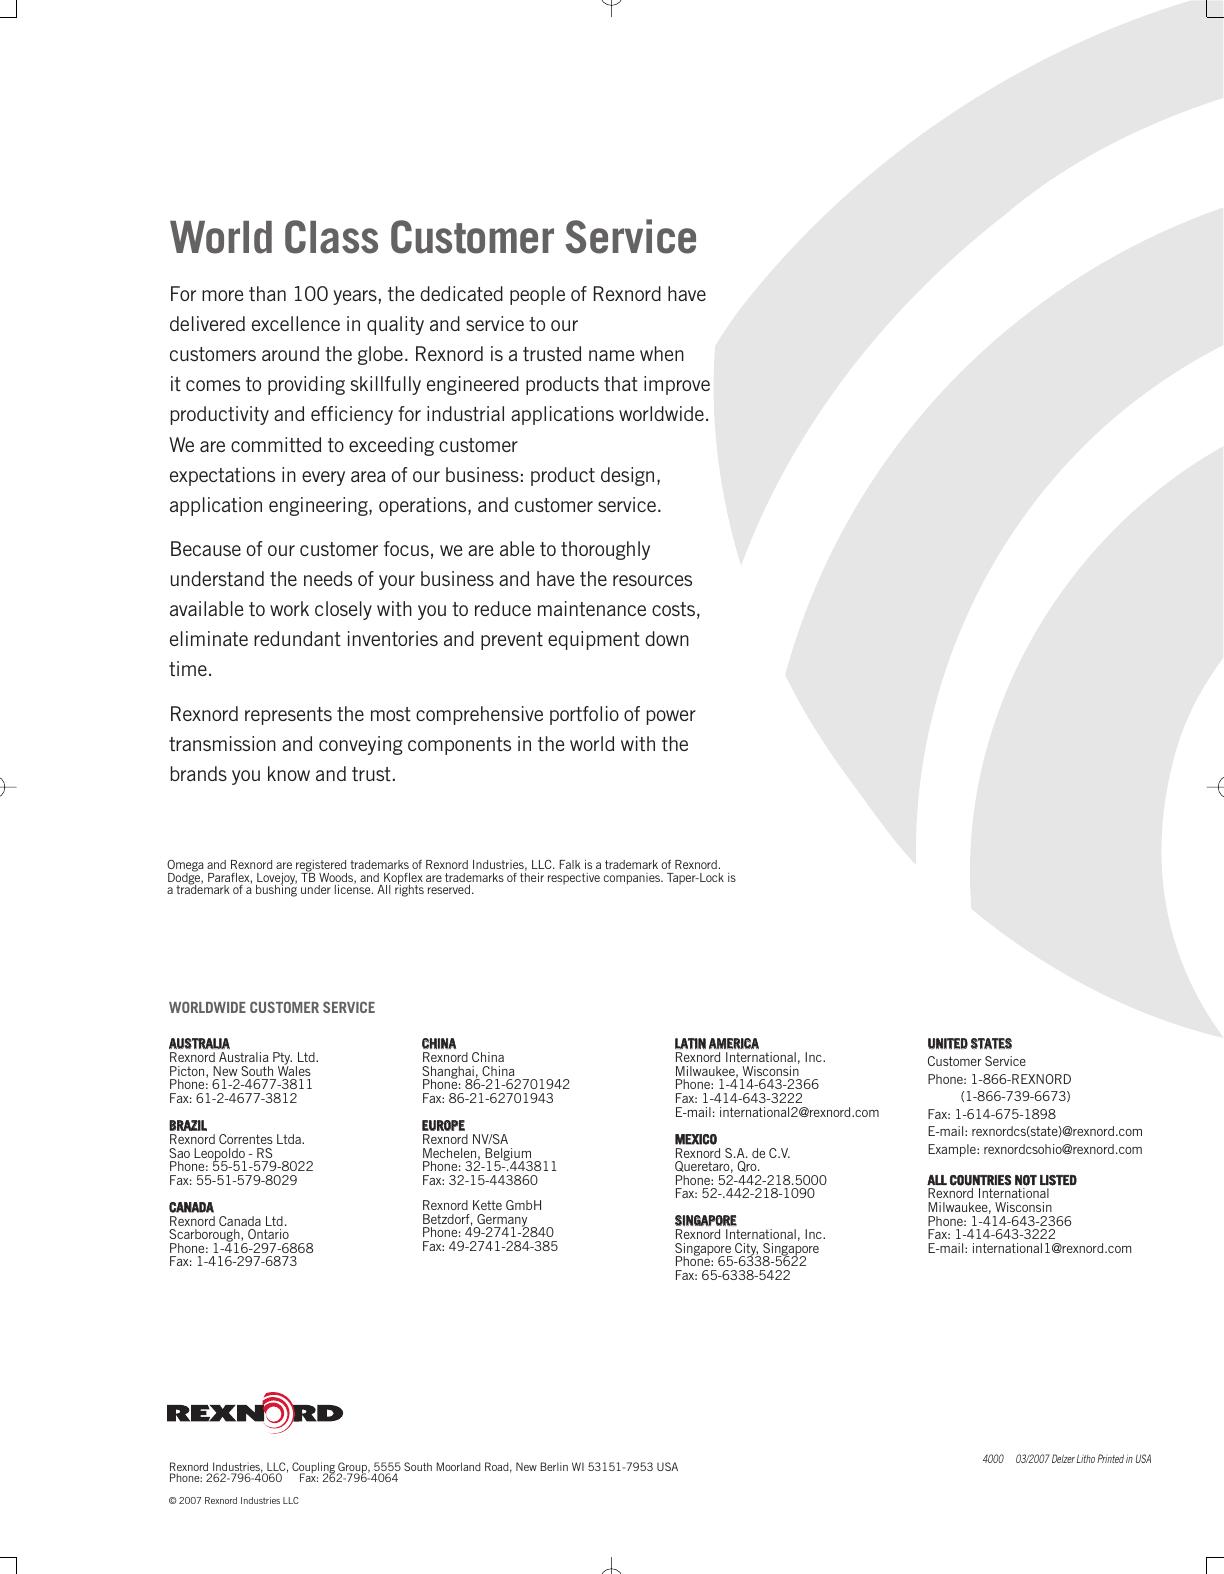 World Class Customer Service
For more than 100 years, the dedicated people of Rexnord have
delivered excellence in quality and service to our
customers around the globe. Rexnord is a trusted name when
it comes to providing skillfully engineered products that improve
productivity and efficiency for industrial applications worldwide.
We are committed to exceeding customer
expectations in every area of our business: product design,
application engineering, operations, and customer service.
Because of our customer focus, we are able to thoroughly
understand the needs of your business and have the resources
available to work closely with you to reduce maintenance costs,
eliminate redundant inventories and prevent equipment down
time.
Rexnord represents the most comprehensive portfolio of power
transmission and conveying components in the world with the
brands you know and trust.
Omega and Rexnord are registered trademarks of Rexnord Industries, LLC. Falk is a trademark of Rexnord.
Dodge, Paraflex, Lovejoy, TB Woods, and Kopflex are trademarks of their respective companies. Taper-Lock is
a trademark of a bushing under license. All rights reserved.
WORLDWIDE CUSTOMER SERVICE
AUSTRALIA
Rexnord Australia Pty. Ltd.
Picton, New South Wales
Phone: 61-2-4677-3811
Fax: 61-2-4677-3812
BRAZIL
Rexnord Correntes Ltda.
Sao Leopoldo - RS
Phone: 55-51-579-8022
Fax: 55-51-579-8029
CANADA
Rexnord Canada Ltd.
Scarborough, Ontario
Phone: 1-416-297-6868
Fax: 1-416-297-6873
CHINA
Rexnord China
Shanghai, China
Phone: 86-21-62701942
Fax: 86-21-62701943
EUROPE
Rexnord NV/SA
Mechelen, Belgium
Phone: 32-15-.443811
Fax: 32-15-443860
Rexnord Kette GmbH
Betzdorf, Germany
Phone: 49-2741-2840
Fax: 49-2741-284-385
LATIN AMERICA
Rexnord International, Inc.
Milwaukee, Wisconsin
Phone: 1-414-643-2366
Fax: 1-414-643-3222
E-mail: international2@rexnord.com
MEXICO
Rexnord S.A. de C.V.
Queretaro, Qro.
Phone: 52-442-218.5000
Fax: 52-.442-218-1090
SINGAPORE
Rexnord International, Inc.
Singapore City, Singapore
Phone: 65-6338-5622
Fax: 65-6338-5422
UNITED STATES
Customer Service
Phone: 1-866-REXNORD
(1-866-739-6673)
Fax: 1-614-675-1898
E-mail: rexnordcs(state)@rexnord.com
Example: rexnordcsohio@rexnord.com
ALL COUNTRIES NOT LISTED
Rexnord International
Milwaukee, Wisconsin
Phone: 1-414-643-2366
Fax: 1-414-643-3222
E-mail: international1@rexnord.com
REXNORD
Rexnord Industries, LLC, Coupling Group, 5555 South Moorland Road, New Berlin WI 53151-7953 USA
Phone: 262-796-4060 Fax: 262-796-4064
© 2007 Rexnord Industries LLC
4000 03/2007 Delzer Litho Printed in USA